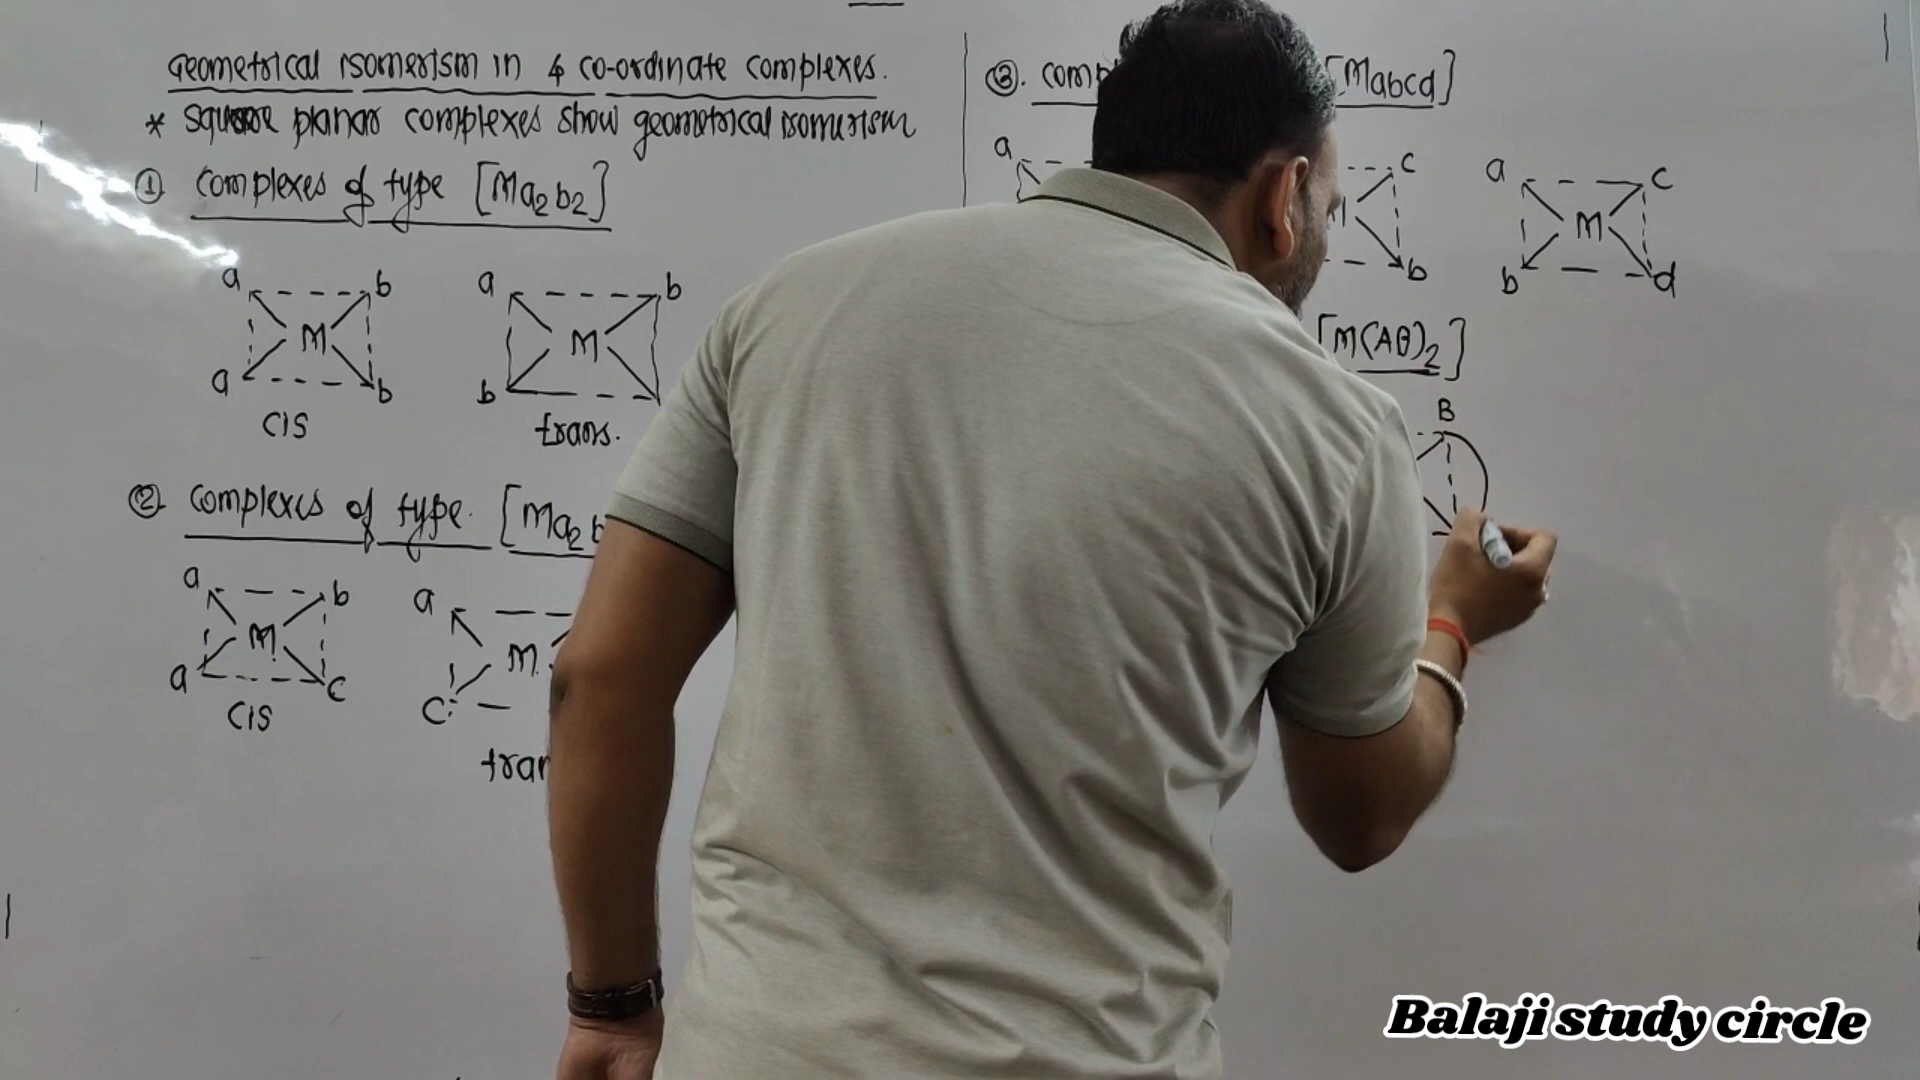 Geometrical isomerism in 4 co-ordinate complexes.
* Square planar complexes show geometrical isomerism
① complexes of type [Ma2b2]
a b
M
a b
cis
a b
M
b
trans.
② complexes of type [Ma2b
a b
M
a c
cis
a
M
c
tran
③. comp [Mabcd]
a c
b
a c
M
b d
[M(AB)2]
B
Balaji study circle